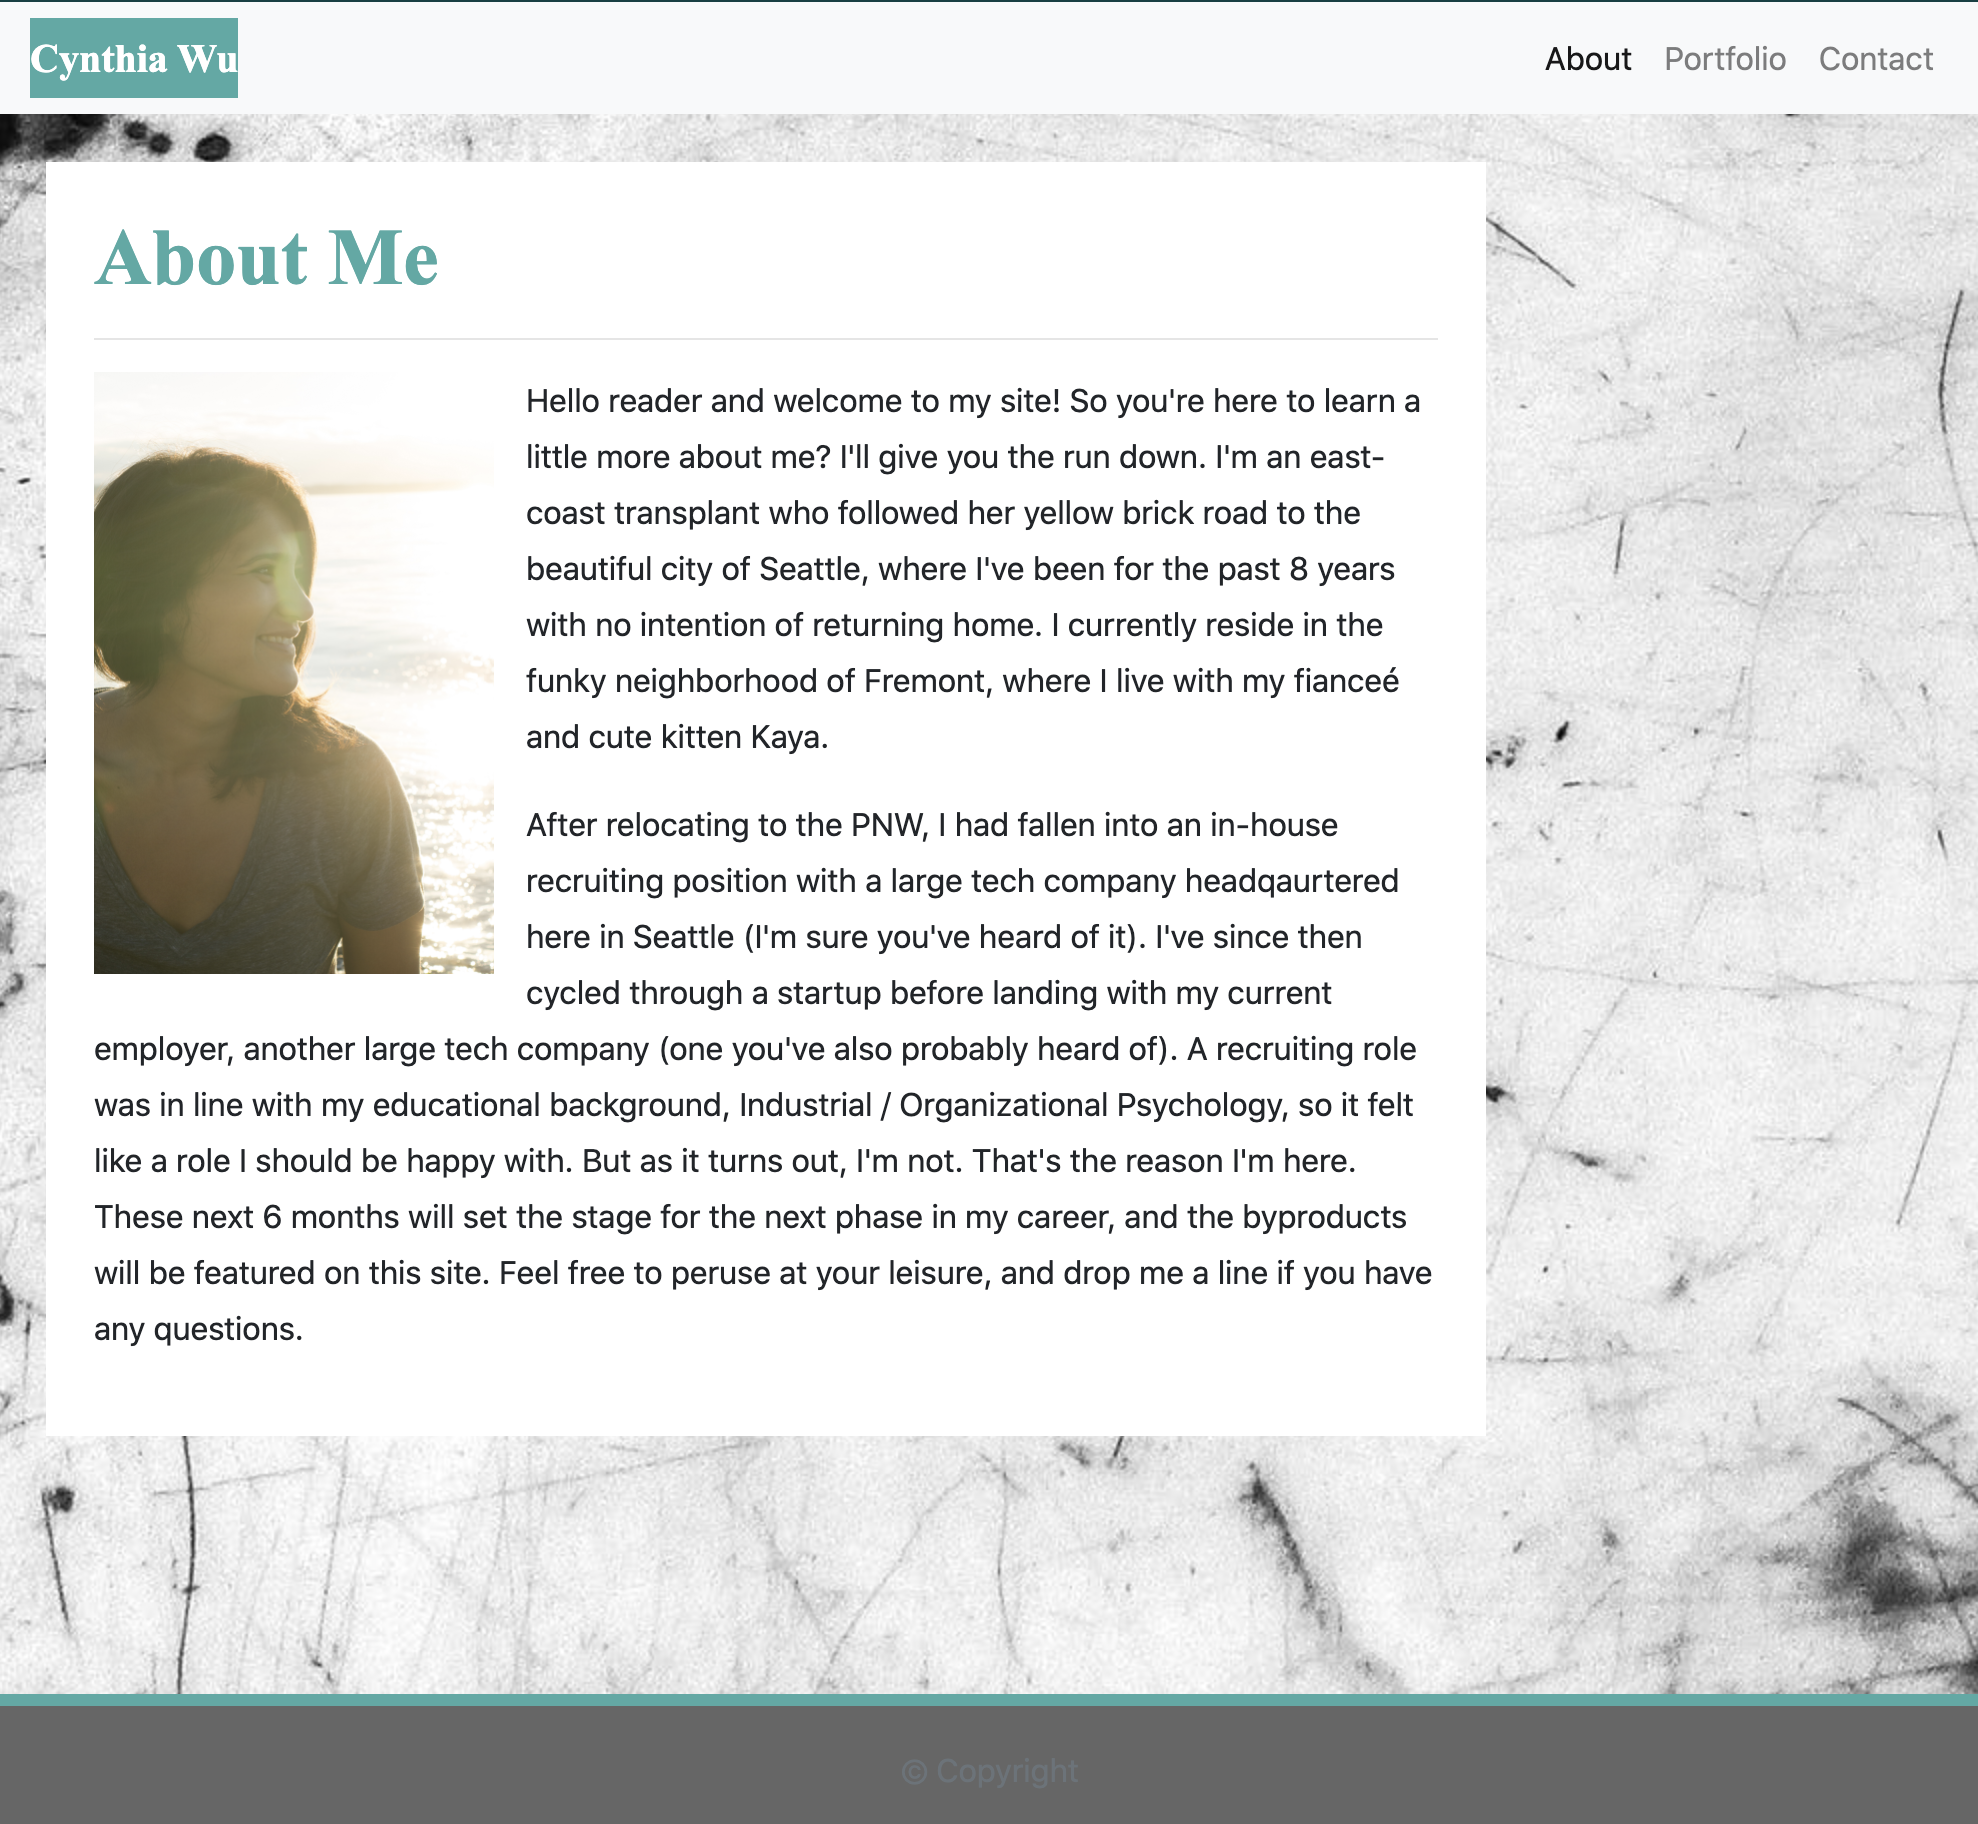 Cynthia Wu
About Portfolio Contact
About Me
Hello reader and welcome to my site! So you're here to learn a
little more about me? I'll give you the run down. I'm an east-
coast transplant who followed her yellow brick road to the
beautiful city of Seattle, where I've been for the past 8 years
with no intention of returning home. I currently reside in the
funky neighborhood of Fremont, where I live with my fianceé
and cute kitten Kaya.
After relocating to the PNW, I had fallen into an in-house
recruiting position with a large tech company headqaurtered
here in Seattle (I'm sure you've heard of it). I've since then
cycled through a startup before landing with my current
employer, another large tech company (one you've also probably heard of). A recruiting role
was in line with my educational background, Industrial / Organizational Psychology, so it felt
like a role I should be happy with. But as it turns out, I'm not. That's the reason I'm here.
These next 6 months will set the stage for the next phase in my career, and the byproducts
will be featured on this site. Feel free to peruse at your leisure, and drop me a line if you have
any questions.
© Copyright